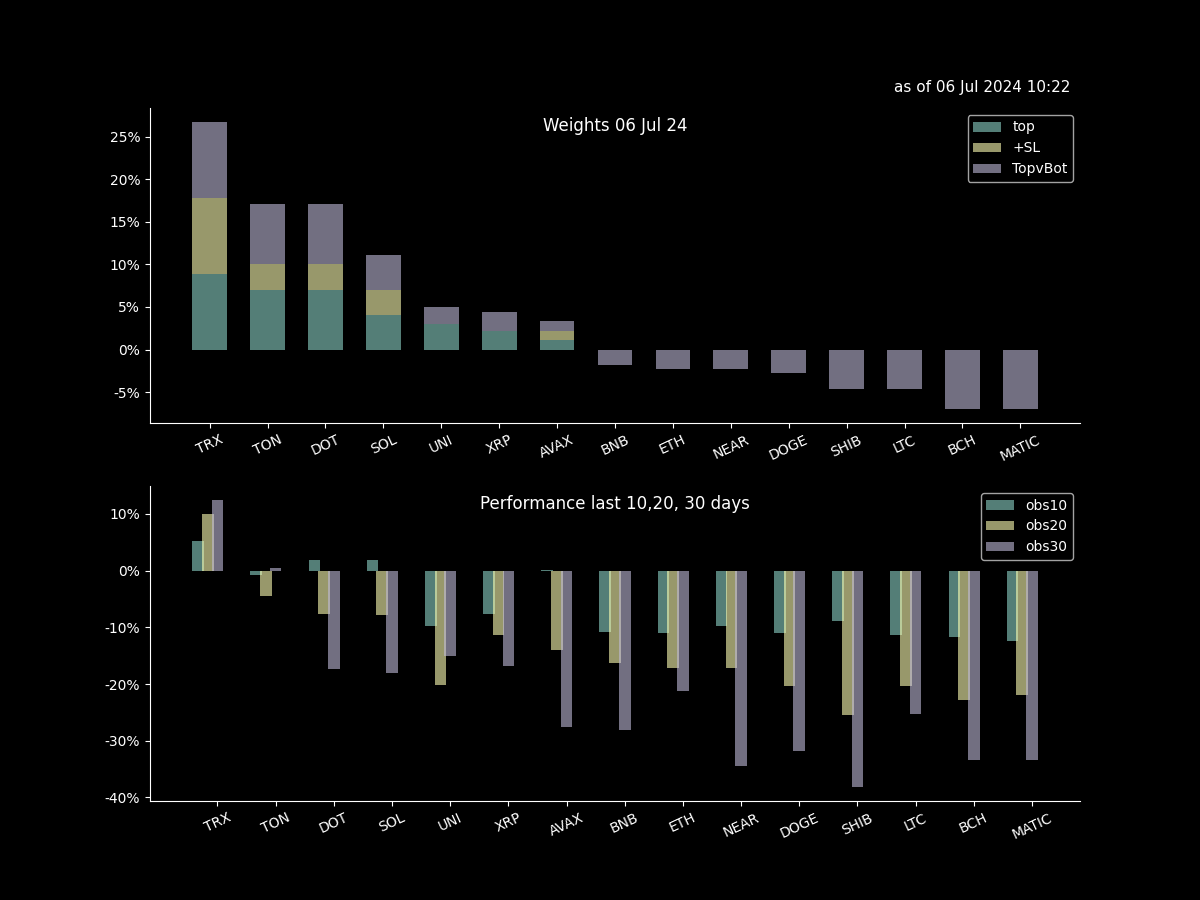 as of 06 Jul 2024 10:22
Weights 06 Jul 24
top
+SL
TopvBot
25%
20%
15%
10%
5%
0%
-5%
TRX TON DOT SOL UNI XRP AVAX BNB ETH NEAR DOGE SHIB LTC BCH MATIC
Performance last 10,20, 30 days
obs10
obs20
obs30
10%
0%
-10%
-20%
-30%
-40%
TRX TON DOT SOL UNI XRP AVAX BNB ETH NEAR DOGE SHIB LTC BCH MATIC